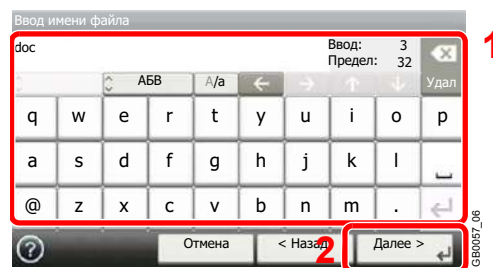 Ввод имени файла
1
doc Ввод: 3
Предел: 32
АБВ A/a Удал
q w e r t y u i o p
a s d f g h j k l
@ z x c v b n m .
? Отмена < Назад 2 Далее >
GB0057_06